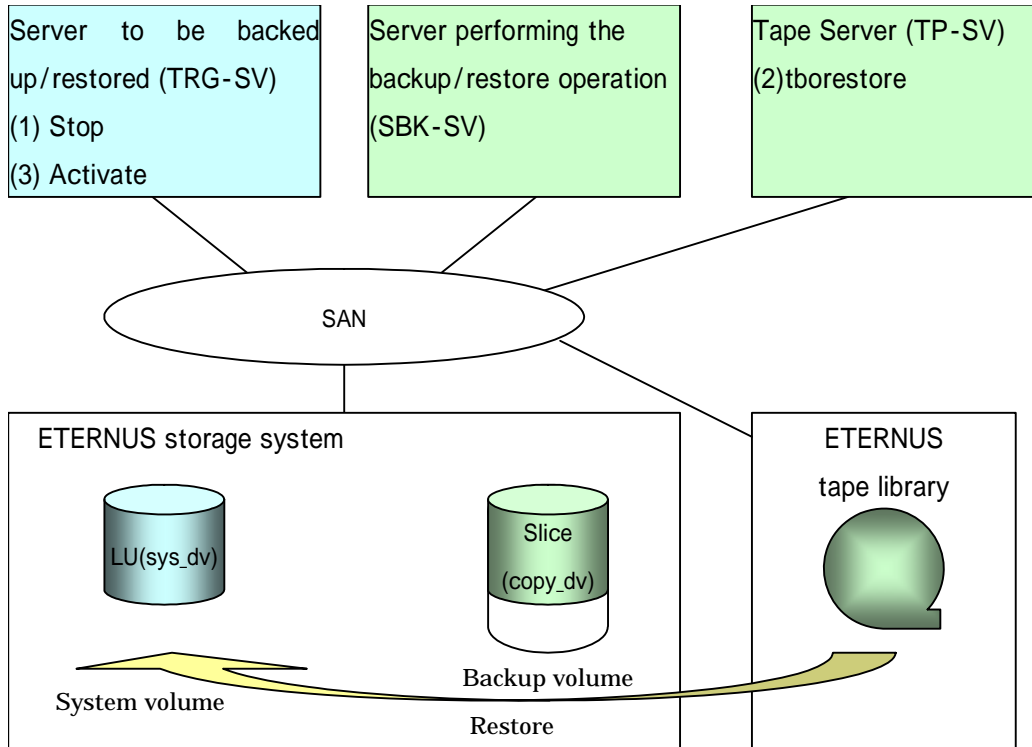 Server to be backed
up/restored (TRG-SV)
(1) Stop
(3) Activate
Server performing the
backup/restore operation
(SBK-SV)
Tape Server (TP-SV)
(2)tborestore
SAN
ETERNUS storage system
LU(sys_dv)
Slice
(copy_dv)
ETERNUS
tape library
Backup volume
System volume
Restore